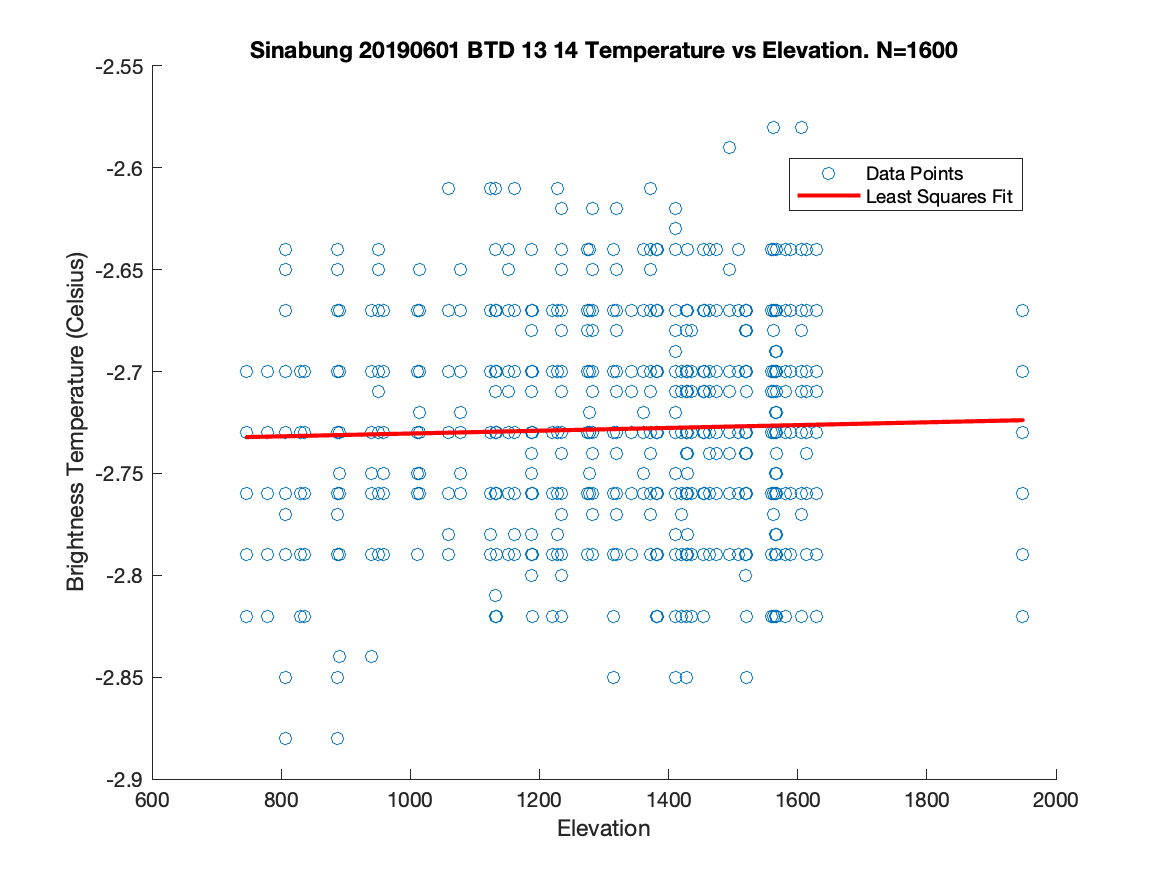 Sinabung 20190601 BTD 13 14 Temperature vs Elevation. N=1600
-2.55
-2.6
-2.65
-2.7
-2.75
-2.8
-2.85
-2.9
Brightness Temperature (Celsius)
Data Points
Least Squares Fit
600 800 1000 1200 1400 1600 1800 2000
Elevation